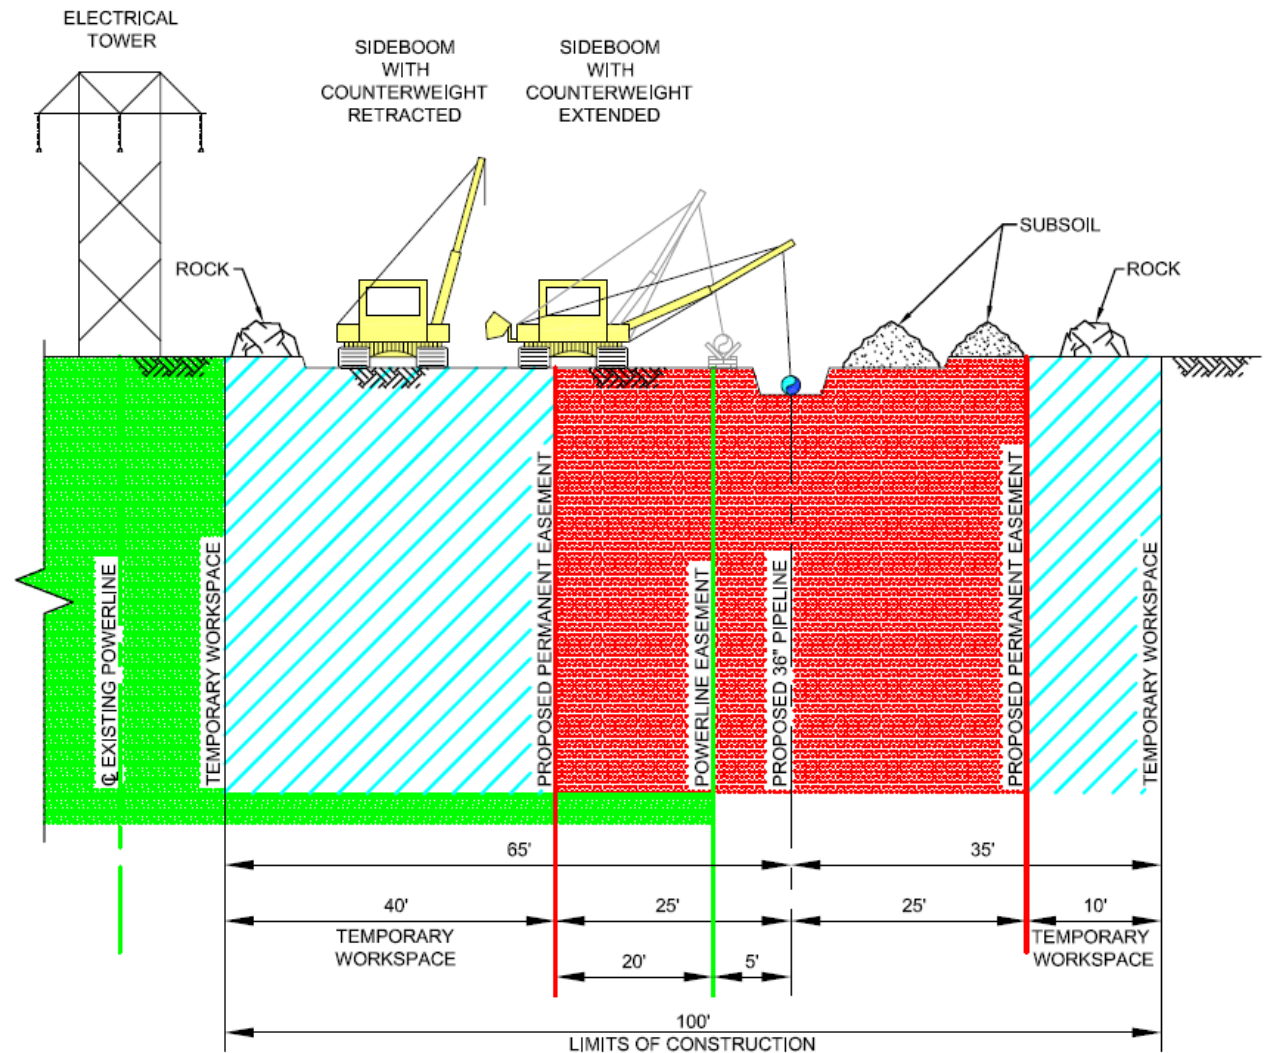 ELECTRICAL
TOWER
SIDEBOOM
WITH
COUNTERWEIGHT
RETRACTED
SIDEBOOM
WITH
COUNTERWEIGHT
EXTENDED
ROCK
SUBSOIL
ROCK
℄ EXISTING POWERLINE
TEMPORARY WORKSPACE
PROPOSED PERMANENT EASEMENT
POWERLINE EASEMENT
PROPOSED 36" PIPELINE
PROPOSED PERMANENT EASEMENT
TEMPORARY WORKSPACE
65'
35'
40'
TEMPORARY
WORKSPACE
25'
25'
10'
TEMPORARY
WORKSPACE
20'
5'
100'
LIMITS OF CONSTRUCTION